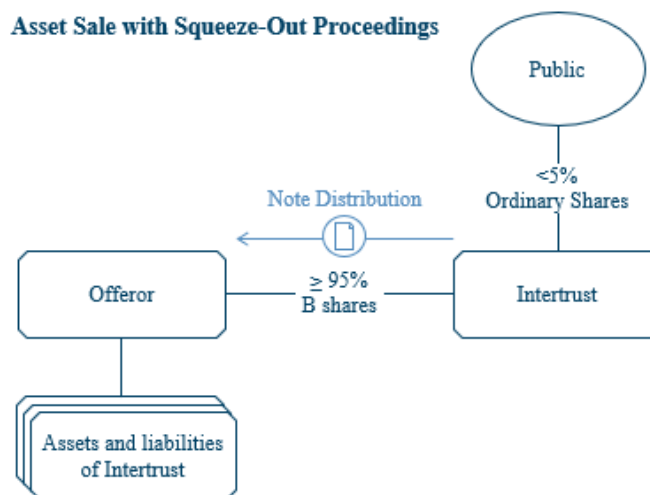 Asset Sale with Squeeze-Out Proceedings
Public
<5%
Ordinary Shares
Note Distribution
Offeror
≥ 95%
B shares
Intertrust
Assets and liabilities
of Intertrust